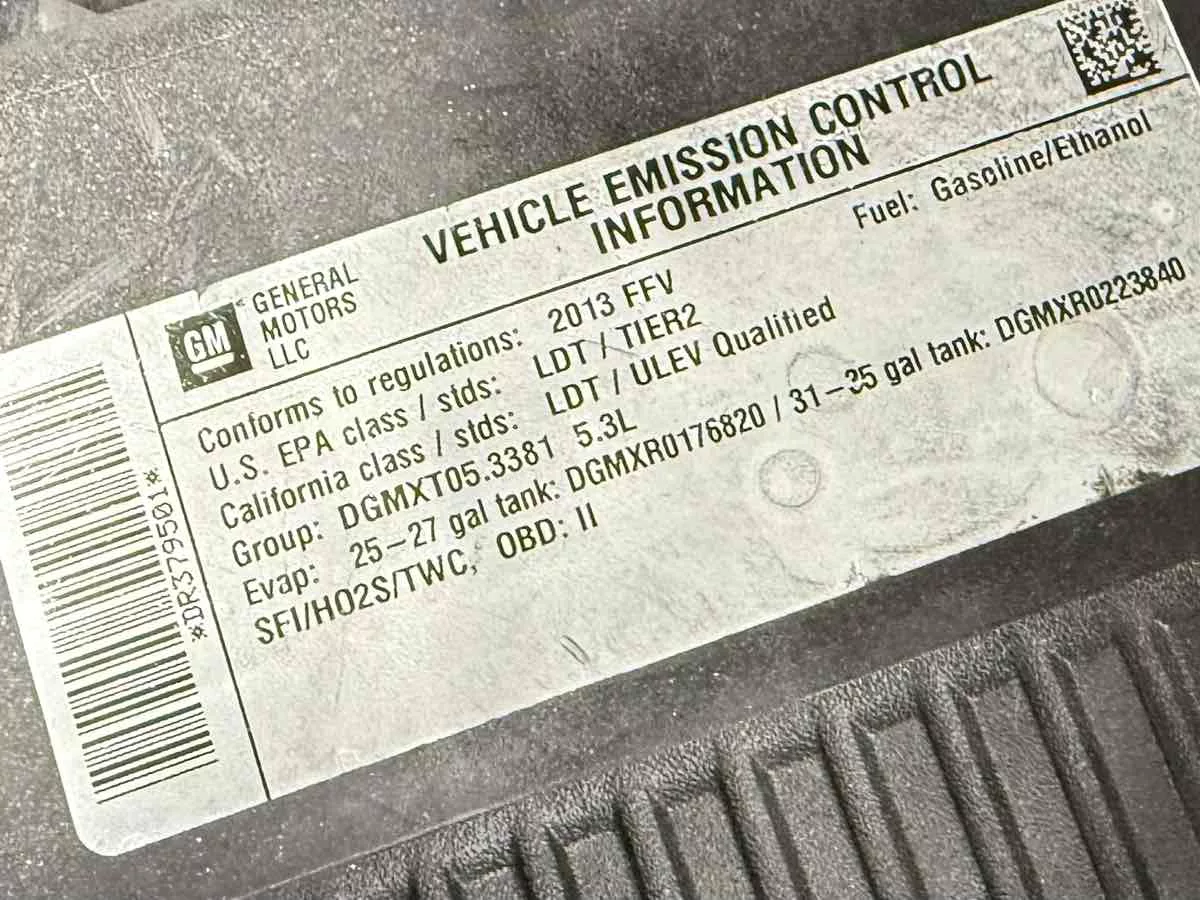 VEHICLE EMISSION CONTROL
INFORMATION
GM
GENERAL
MOTORS
LLC
Fuel: Gasoline/Ethanol
Conforms to regulations: 2013 FFV
U.S. EPA class / stds: LDT / TIER2
California class / stds: LDT / ULEV Qualified
Group: DGMXT05.3381 5.3L
Evap: 25-27 gal tank: DGMXR0176820 / 31-35 gal tank: DGMXR0223840
SFI/HO2S/TWC, OBD: II
*DR379501*